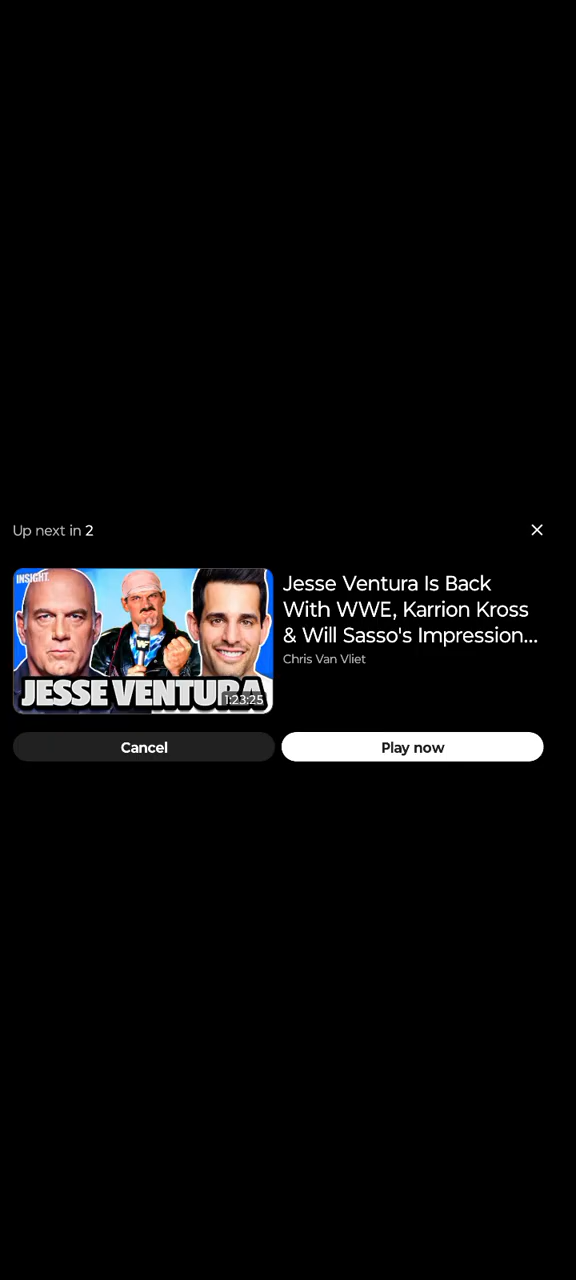 Up next in 2
INSIGHT
JESSE VENTURA
1:23:25
Jesse Ventura Is Back
With WWE, Karrion Kross
& Will Sasso's Impression...
Chris Van Vliet
Cancel
Play now